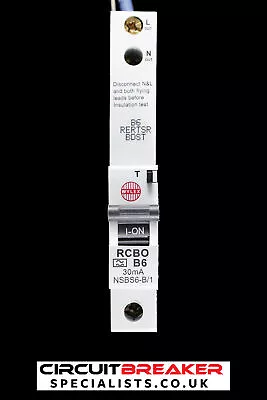 L
OUT
N
OUT
Disconnect N&L
and both flying
leads before
Insulation test
B6
RERTSR
BDST
T
WYLEX
I-ON
RCBO
B6
30mA
NSBS6-B/1
CIRCUITBREAKER
SPECIALISTS.CO.UK